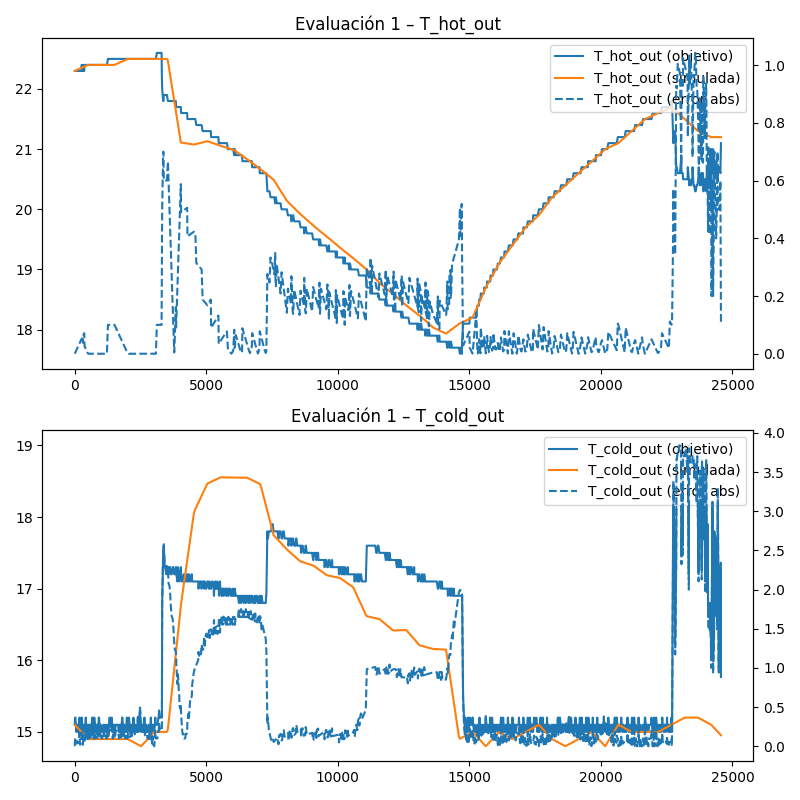 Evaluación 1 – T_hot_out
T_hot_out (objetivo)
T_hot_out (simulada)
T_hot_out (error abs)
22
21
20
19
18
1.0
0.8
0.6
0.4
0.2
0.0
0 5000 10000 15000 20000 25000
Evaluación 1 – T_cold_out
T_cold_out (objetivo)
T_cold_out (simulada)
T_cold_out (error abs)
19
18
17
16
15
4.0
3.5
3.0
2.5
2.0
1.5
1.0
0.5
0.0
0 5000 10000 15000 20000 25000